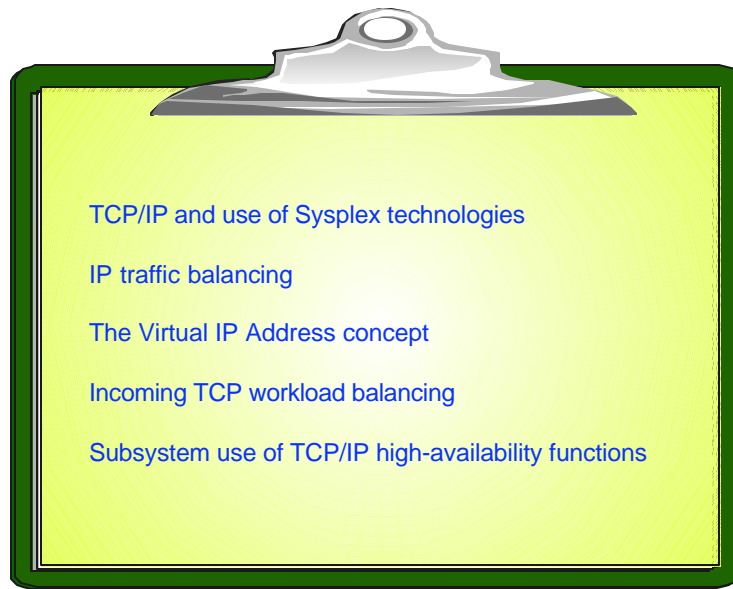 TCP/IP and use of Sysplex technologies
IP traffic balancing
The Virtual IP Address concept
Incoming TCP workload balancing
Subsystem use of TCP/IP high-availability functions